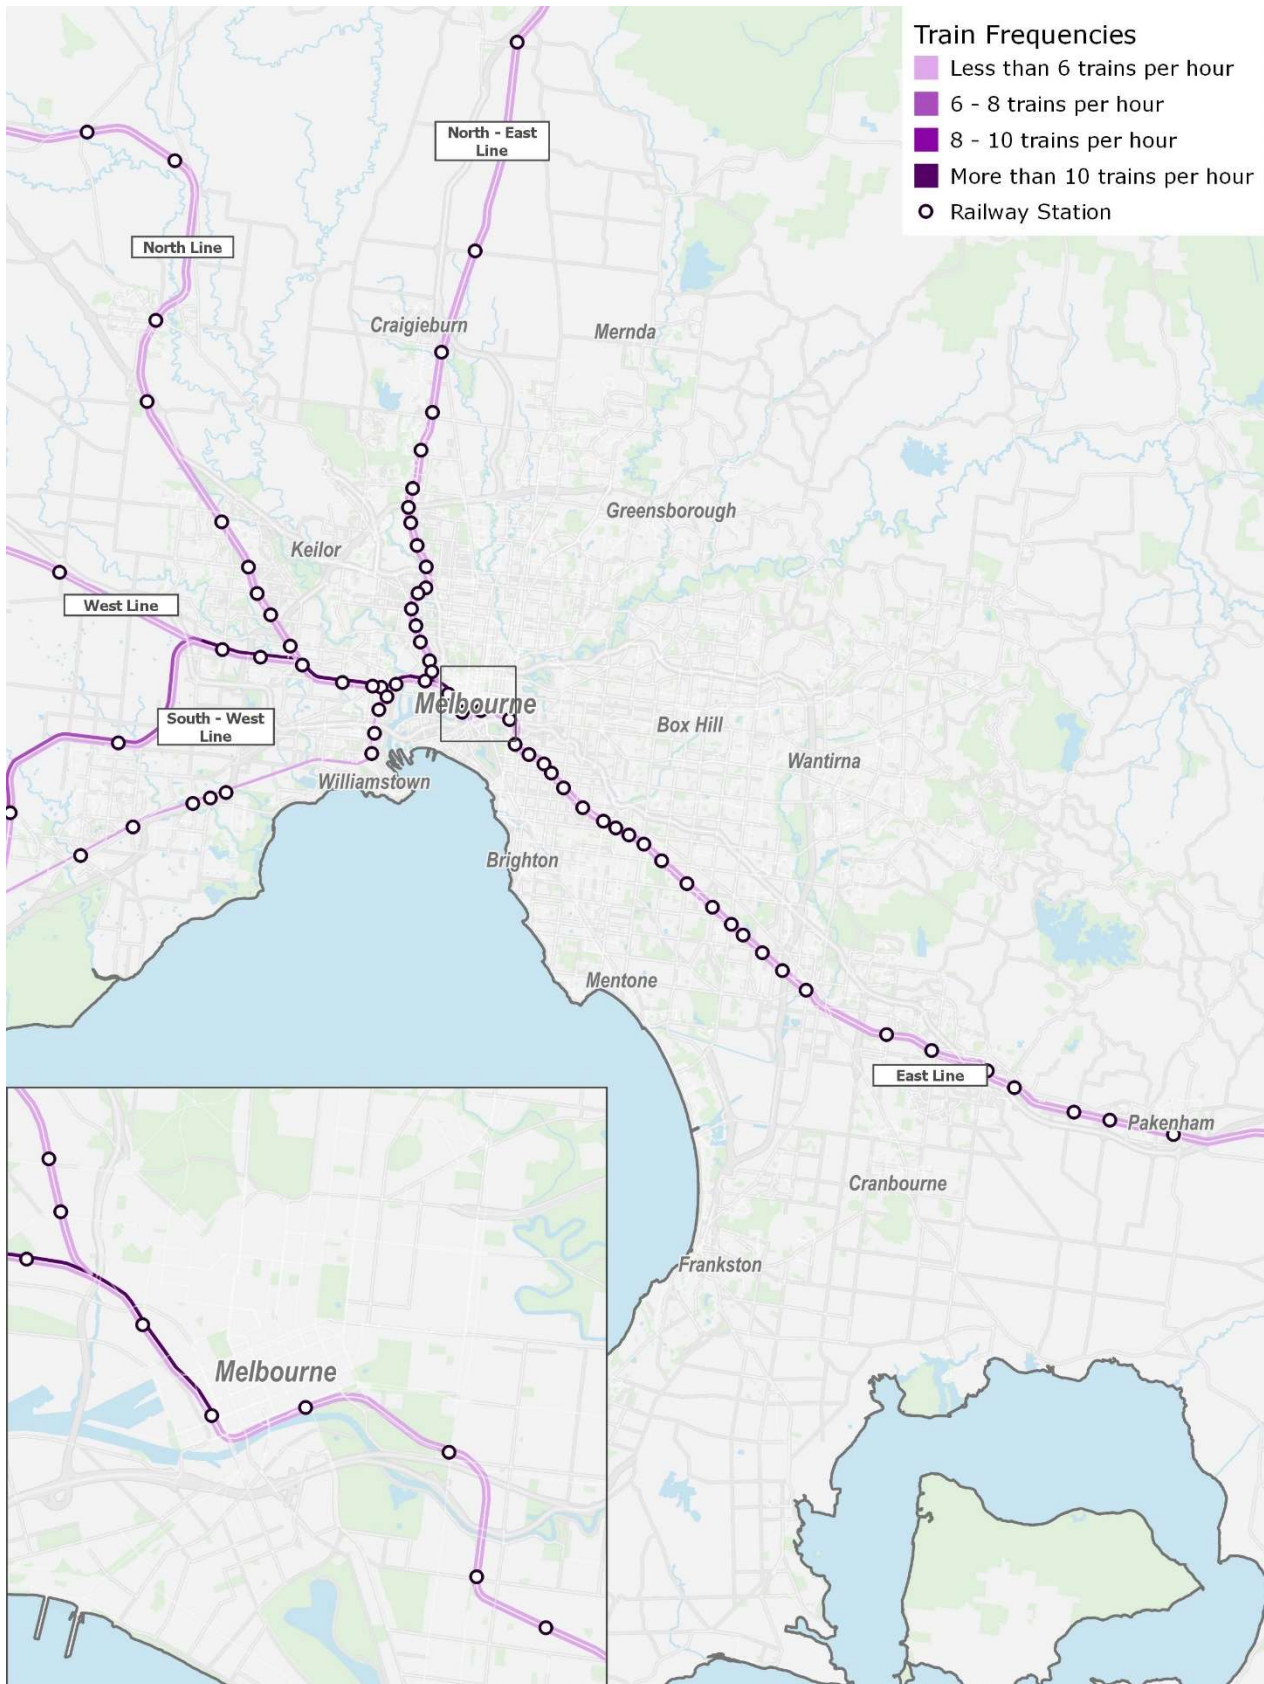 Train Frequencies
Less than 6 trains per hour
6 - 8 trains per hour
8 - 10 trains per hour
More than 10 trains per hour
Railway Station
North - East
Line
North Line
Craigieburn
Mernda
Greensborough
Keilor
West Line
Melbourne
South - West
Line
Box Hill
Wantirna
Williamstown
Brighton
Mentone
East Line
Pakenham
Cranbourne
Frankston
Melbourne